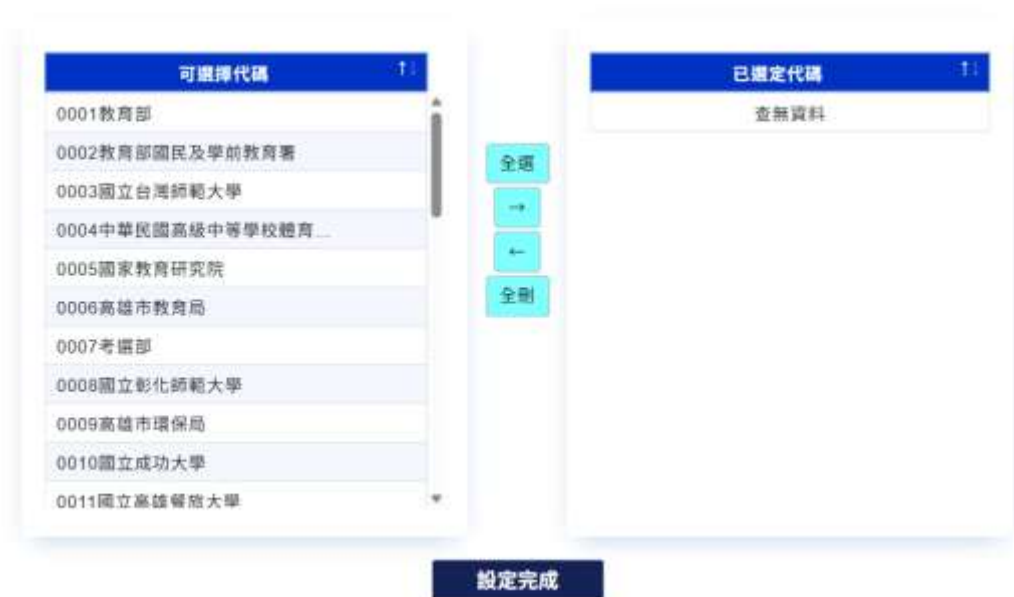 可選擇代碼
0001教育部
0002教育部國民及學前教育署
0003國立台灣師範大學
0004中華民國高級中等學校體育...
0005國家教育研究院
0006高雄市教育局
0007考選部
0008國立彰化師範大學
0009高雄市環保局
0010國立成功大學
0011國立高雄餐旅大學
全選
→
←
全刪
已選定代碼
查無資料
設定完成